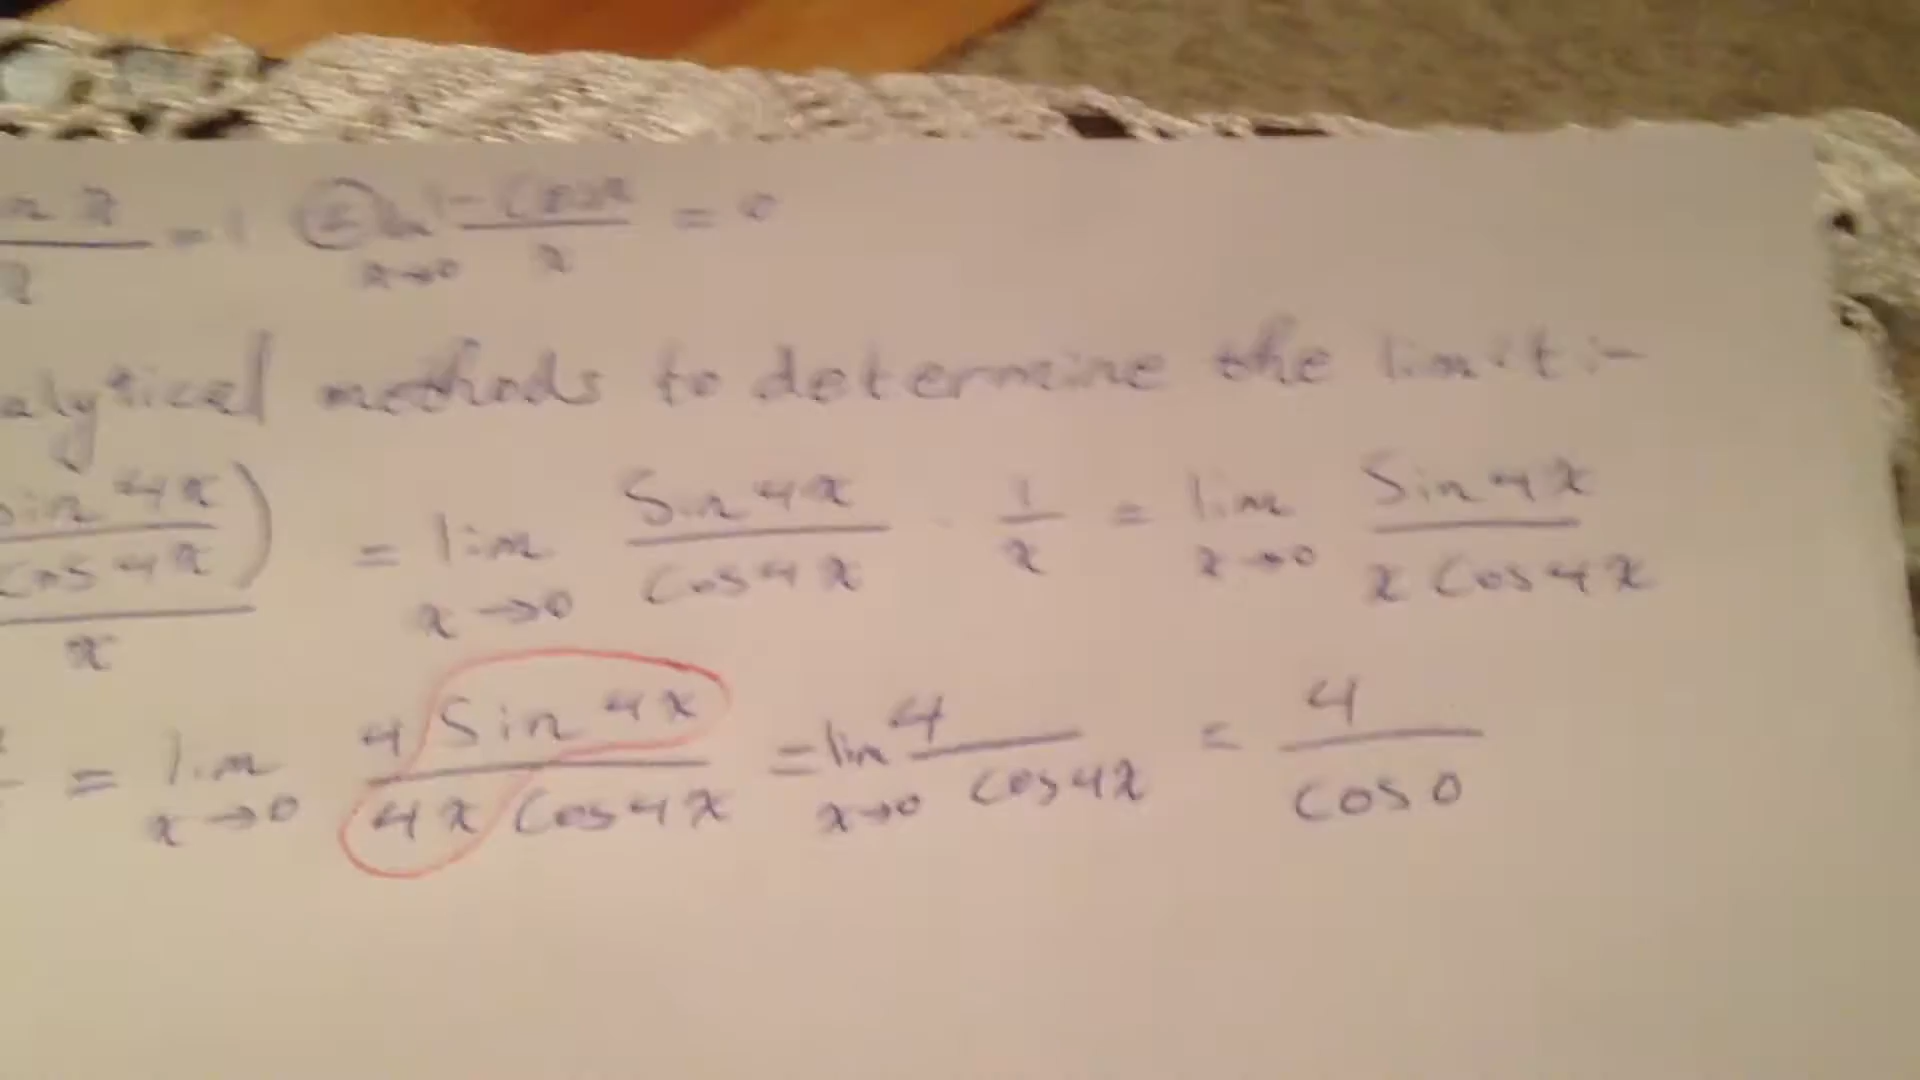 in x/x = 1 ② lim x→0 1 - Cos x/x = 0
alytical methods to determine the limit :-
(sin 4x/cos 4x)/x = lim x→0 Sin 4x/Cos 4x · 1/x = lim x→0 Sin 4x/x Cos 4x
= lim x→0 4 Sin 4x/4x Cos 4x = lim x→0 4/cos 4x = 4/cos 0